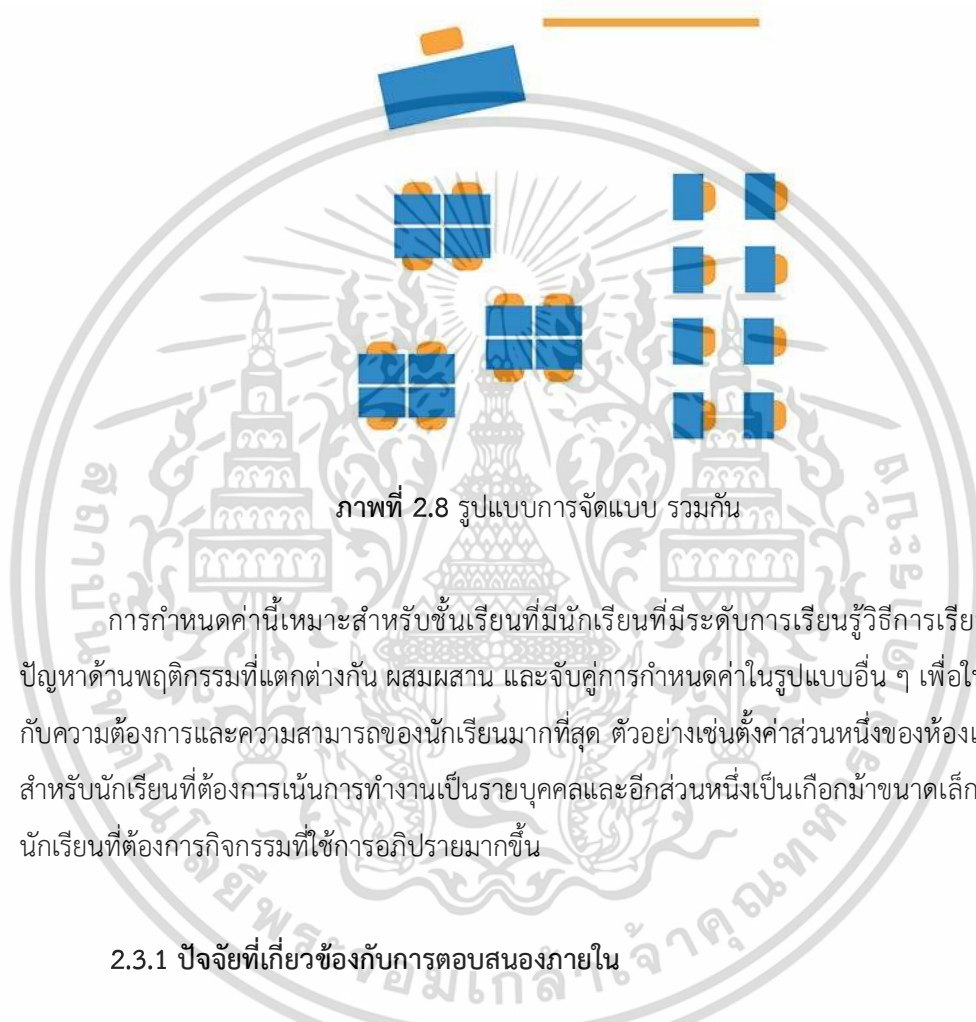 ภาพที่ 2.8 รูปแบบการจัดแบบ รวมกัน
การกำหนดค่านี้เหมาะสำหรับชั้นเรียนที่มีนักเรียนที่มีระดับการเรียนรู้วิธีการเรีย
ปัญหาด้านพฤติกรรมที่แตกต่างกัน ผสมผสาน และจับคู่การกำหนดค่าในรูปแบบอื่น ๆ เพื่อให
กับความต้องการและความสามารถของนักเรียนมากที่สุด ตัวอย่างเช่นตั้งค่าส่วนหนึ่งของห้องเ
สำหรับนักเรียนที่ต้องการเน้นการทำงานเป็นรายบุคคลและอีกส่วนหนึ่งเป็นเกือกม้าขนาดเล็ก
นักเรียนที่ต้องการกิจกรรมที่ใช้การอภิปรายมากขึ้น
2.3.1 ปัจจัยที่เกี่ยวข้องกับการตอบสนองภายใน